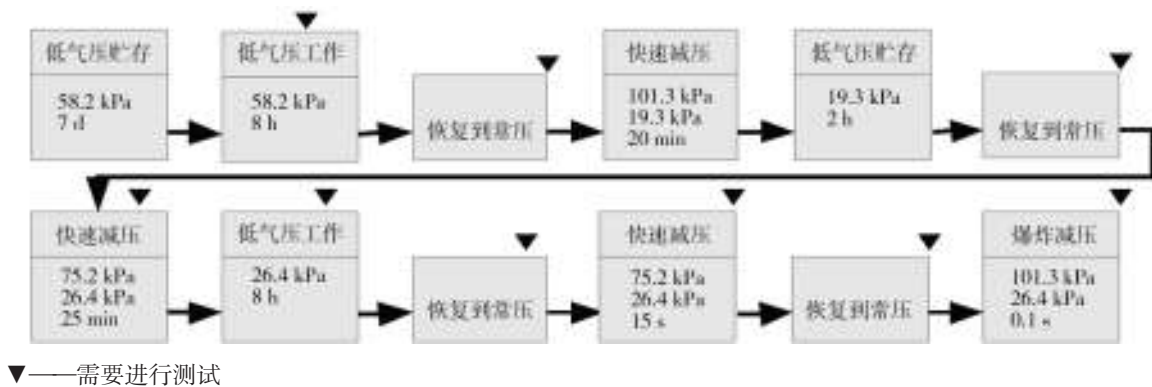 低气压贮存
58.2 kPa
7 d
低气压工作
58.2 kPa
8 h
恢复到常压
快速减压
101.3 kPa
19.3 kPa
20 min
低气压贮存
19.3 kPa
2 h
恢复到常压
快速减压
75.2 kPa
26.4 kPa
25 min
低气压工作
26.4 kPa
8 h
恢复到常压
快速减压
75.2 kPa
26.4 kPa
15 s
恢复到常压
爆炸减压
101.3 kPa
26.4 kPa
0.1 s
▼——需要进行测试